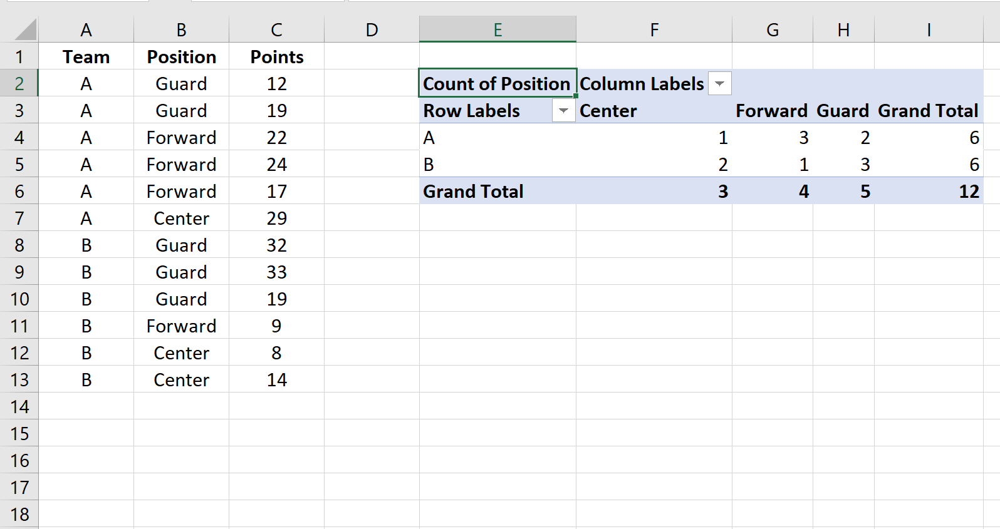 A B C D E F G H I
1 Team Position Points
2 A Guard 12 Count of Position Column Labels
3 A Guard 19 Row Labels Center Forward Guard Grand Total
4 A Forward 22 A 1 3 2 6
5 A Forward 24 B 2 1 3 6
6 A Forward 17 Grand Total 3 4 5 12
7 A Center 29
8 B Guard 32
9 B Guard 33
10 B Guard 19
11 B Forward 9
12 B Center 8
13 B Center 14
14
15
16
17
18